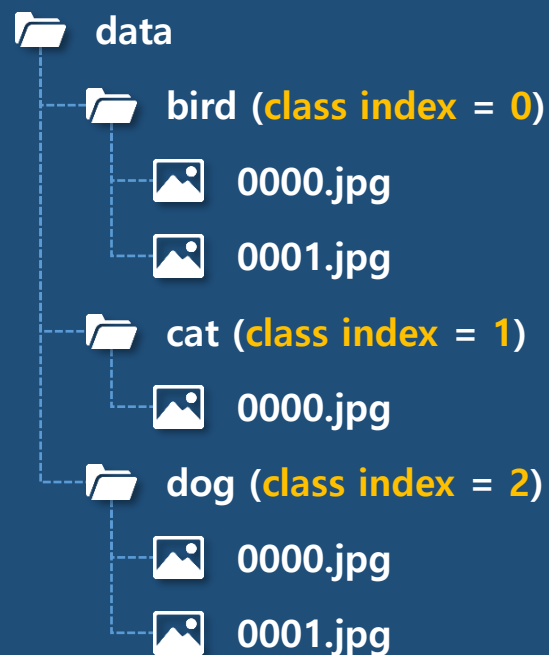 data
bird (class index = 0)
0000.jpg
0001.jpg
cat (class index = 1)
0000.jpg
dog (class index = 2)
0000.jpg
0001.jpg